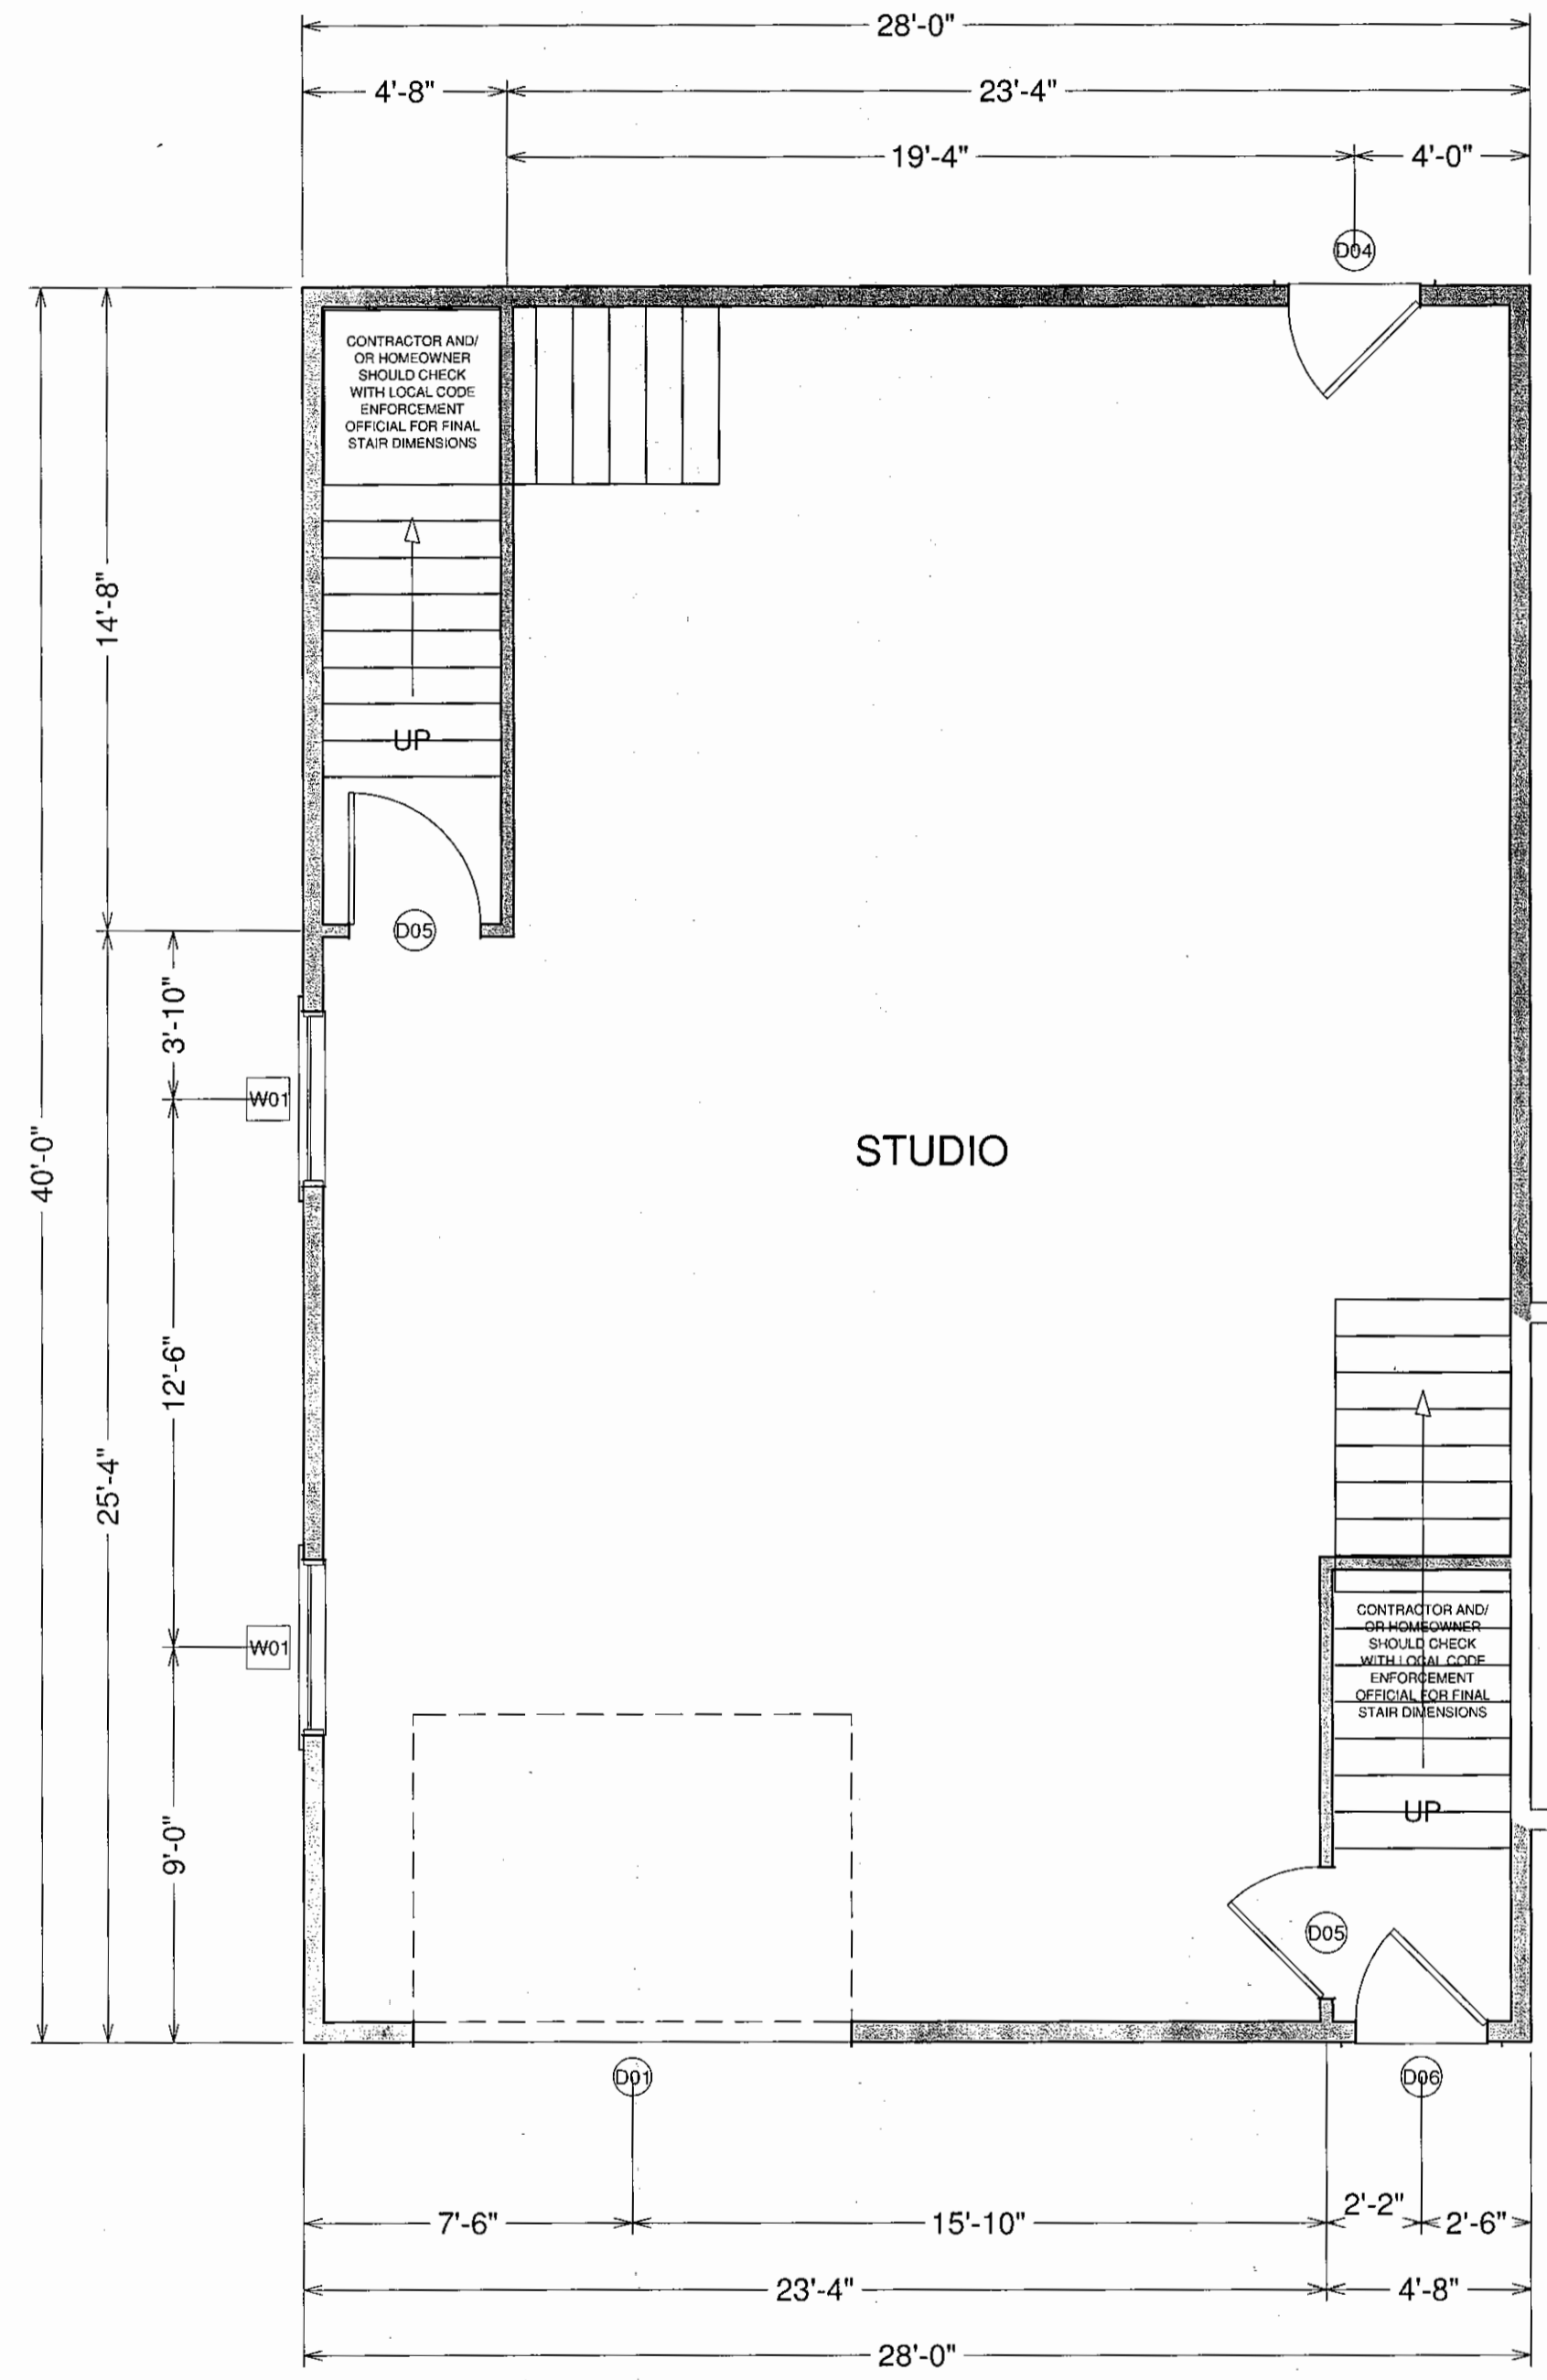 28'-0"
4'-8"
23'-4"
19'-4"
4'-0"
D04
CONTRACTOR AND/
OR HOMEOWNER
SHOULD CHECK
WITH LOCAL CODE
ENFORCEMENT
OFFICIAL FOR FINAL
STAIR DIMENSIONS
14'-8"
UP
D05
3'-10"
W01
40'-0"
STUDIO
12'-6"
25'-4"
CONTRACTOR AND/
OR HOMEOWNER
SHOULD CHECK
WITH LOCAL CODE
ENFORCEMENT
OFFICIAL FOR FINAL
STAIR DIMENSIONS
W01
UP
9'-0"
D05
D01
D06
7'-6"
15'-10"
2'-2"
2'-6"
23'-4"
4'-8"
28'-0"